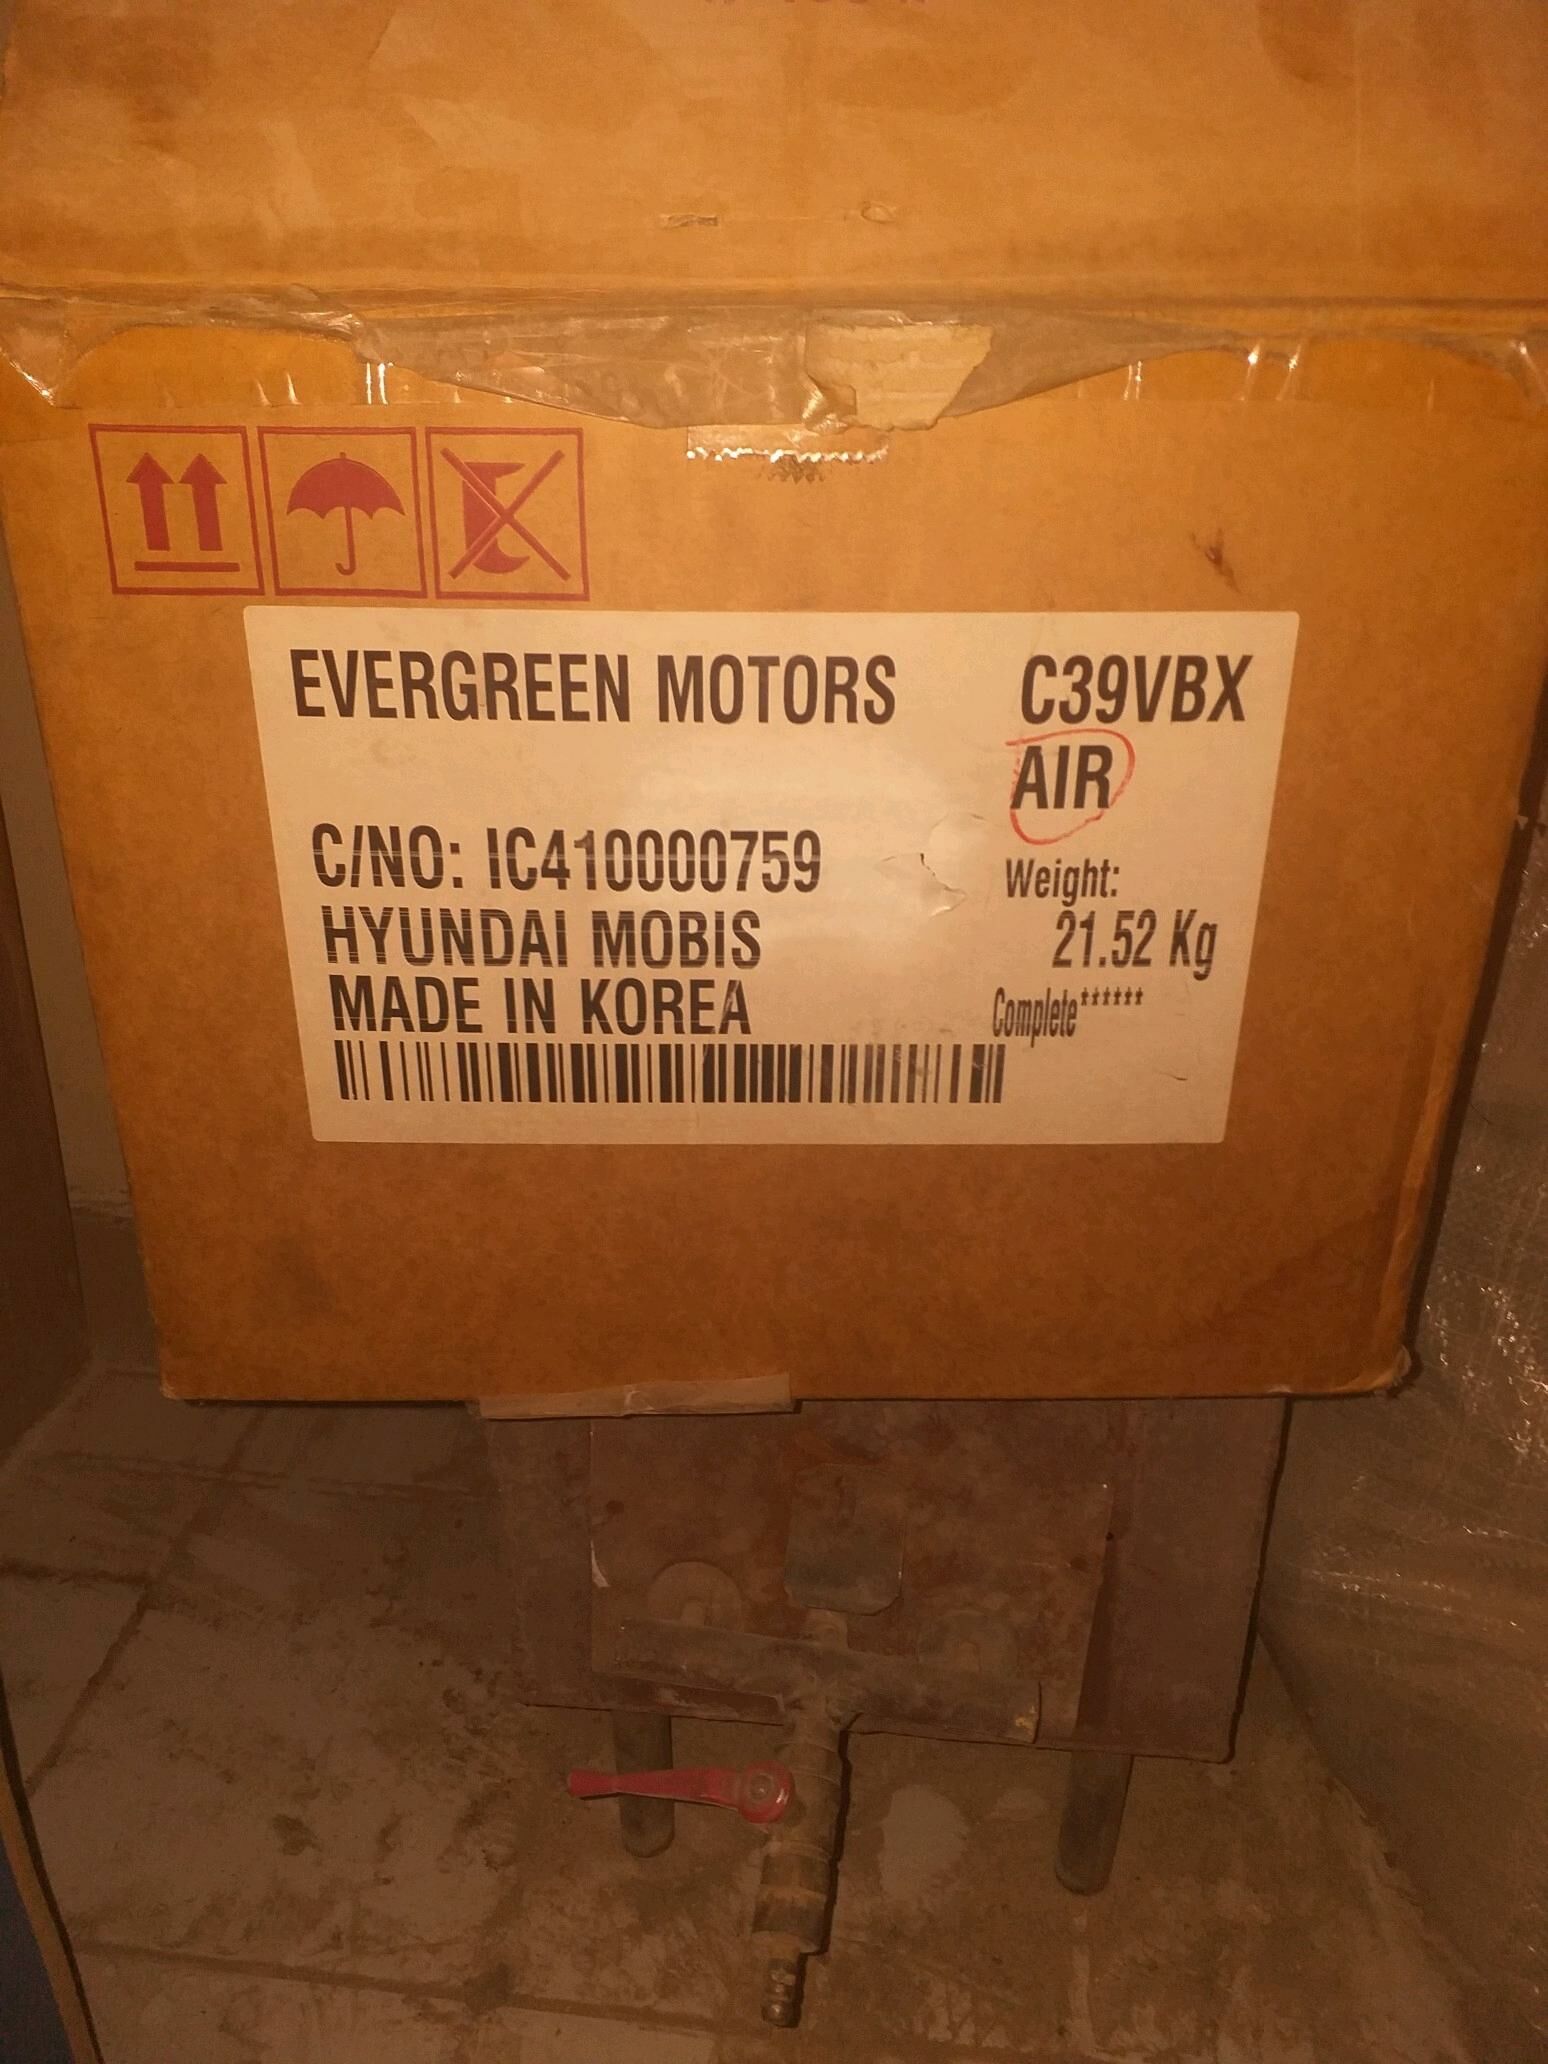 EVERGREEN MOTORS C39VBX
AIR
C/NO: IC410000759
Weight:
HYUNDAI MOBIS 21.52 Kg
MADE IN KOREA Complete******